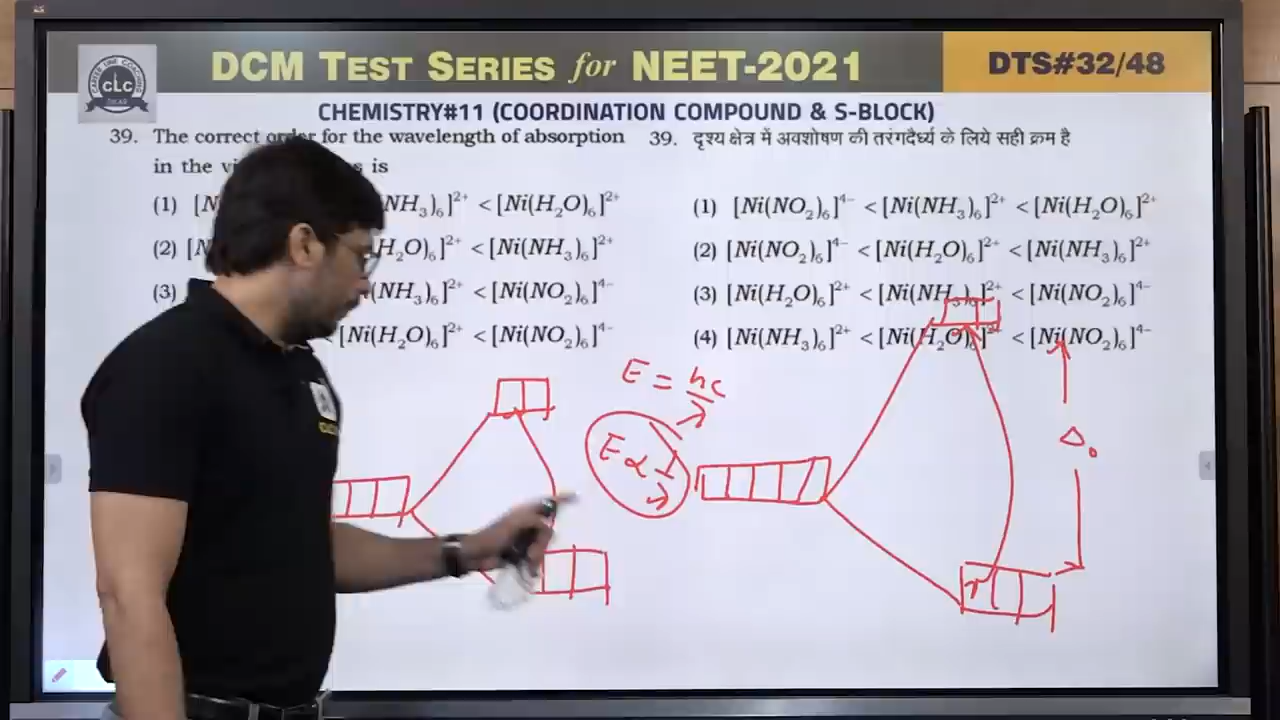 DCM TEST SERIES for NEET-2021
DTS#32/48
CLC
CHEMISTRY#11 (COORDINATION COMPOUND & S-BLOCK)
39. The correct order for the wavelength of absorption
in the is
(1) [N NH₃)₆]²⁺ < [Ni(H₂O)₆]²⁺
(2) [N H₂O)₆]²⁺ < [Ni(NH₃)₆]²⁺
(3) (NH₃)₆]²⁺ < [Ni(NO₂)₆]⁴⁻
[Ni(H₂O)₆]²⁺ < [Ni(NO₂)₆]⁴⁻
39. दृश्य क्षेत्र में अवशोषण की तरंगदैर्ध्य के लिये सही क्रम है
(1) [Ni(NO₂)₆]⁴⁻ < [Ni(NH₃)₆]²⁺ < [Ni(H₂O)₆]²⁺
(2) [Ni(NO₂)₆]⁴⁻ < [Ni(H₂O)₆]²⁺ < [Ni(NH₃)₆]²⁺
(3) [Ni(H₂O)₆]²⁺ < [Ni(NH₃)₆]²⁺ < [Ni(NO₂)₆]⁴⁻
(4) [Ni(NH₃)₆]²⁺ < [Ni(H₂O)₆]²⁺ < [Ni(NO₂)₆]⁴⁻
E = hc/λ
E ∝ 1/λ
Δ₀